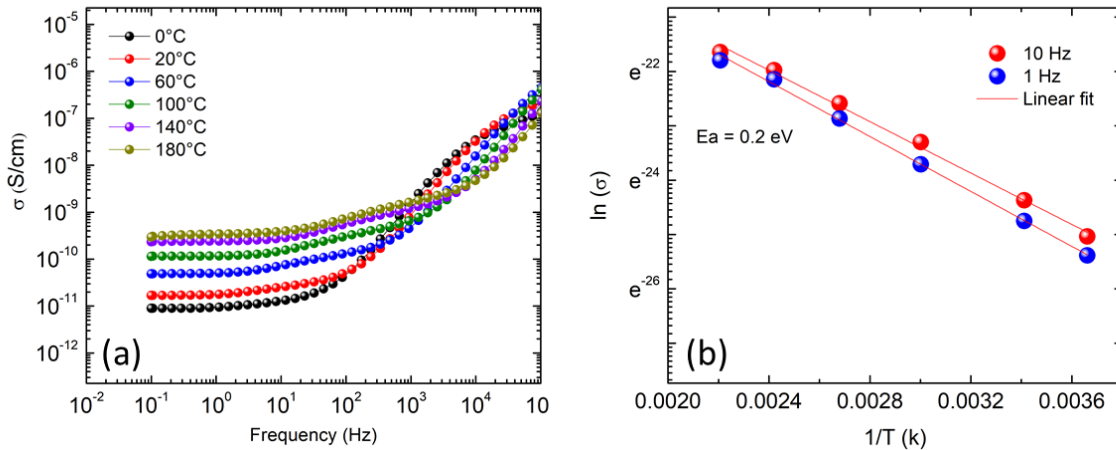 10⁻⁵
10⁻⁶
10⁻⁷
10⁻⁸
10⁻⁹
10⁻¹⁰
10⁻¹¹
10⁻¹²
σ (S/cm)
0°C
20°C
60°C
100°C
140°C
180°C
(a)
10⁻² 10⁻¹ 10⁰ 10¹ 10² 10³ 10⁴ 10
Frequency (Hz)
e⁻²²
e⁻²⁴
e⁻²⁶
ln (σ)
10 Hz
1 Hz
Linear fit
Ea = 0.2 eV
(b)
0.0020 0.0024 0.0028 0.0032 0.0036
1/T (k)